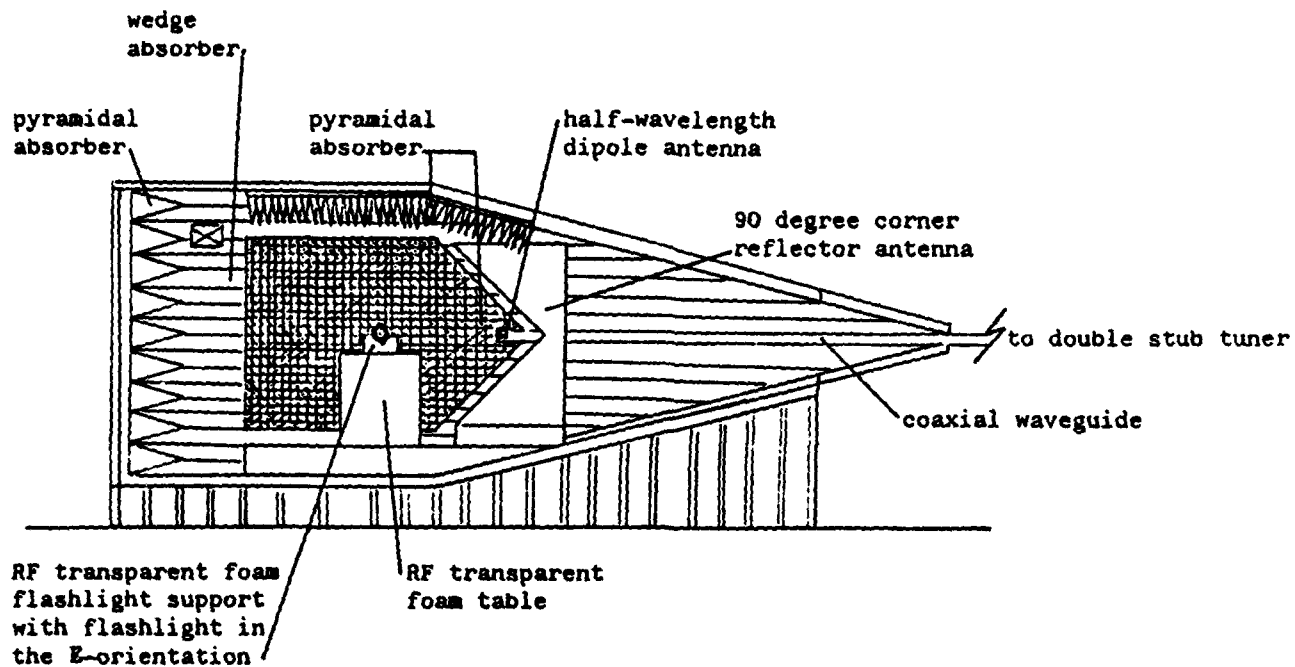 wedge
absorber
pyramidal
absorber
pyramidal
absorber
half-wavelength
dipole antenna
90 degree corner
reflector antenna
to double stub tuner
coaxial waveguide
RF transparent foam
flashlight support
with flashlight in
the E-orientation
RF transparent
foam table